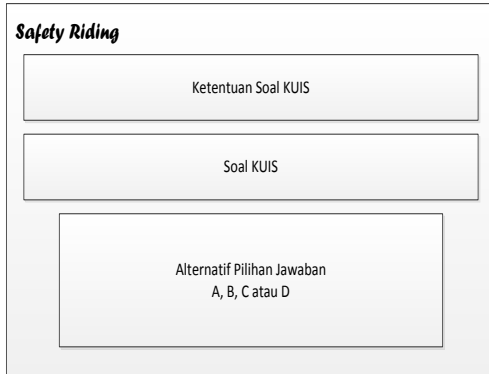 Safety Riding
Ketentuan Soal KUIS
Soal KUIS
Alternatif Pilihan Jawaban
A, B, C atau D